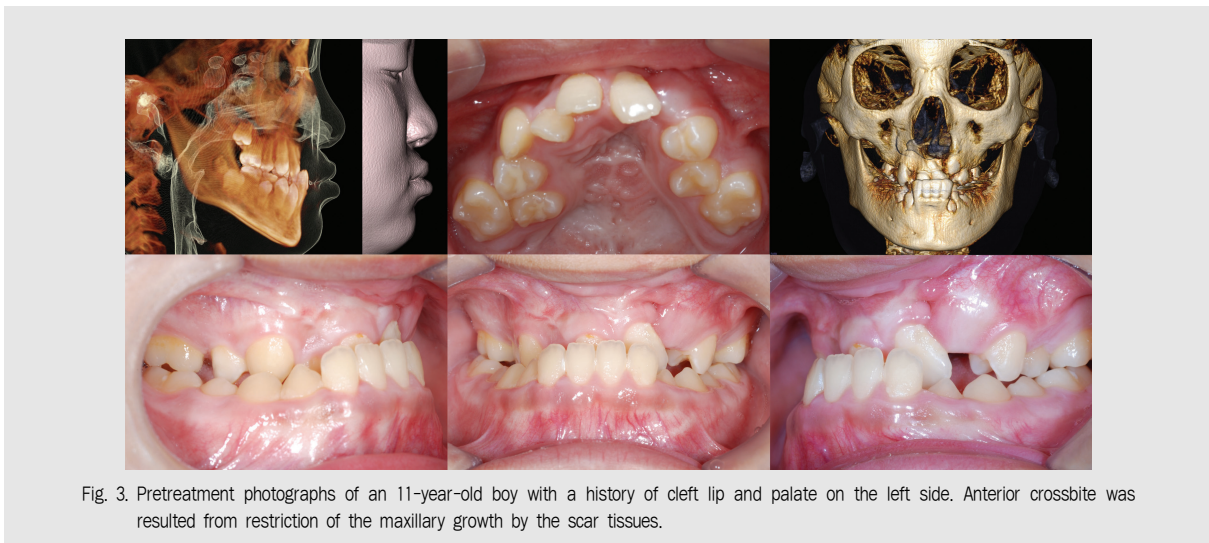 Fig. 3. Pretreatment photographs of an 11-year-old boy with a history of cleft lip and palate on the left side. Anterior crossbite was
resulted from restriction of the maxillary growth by the scar tissues.